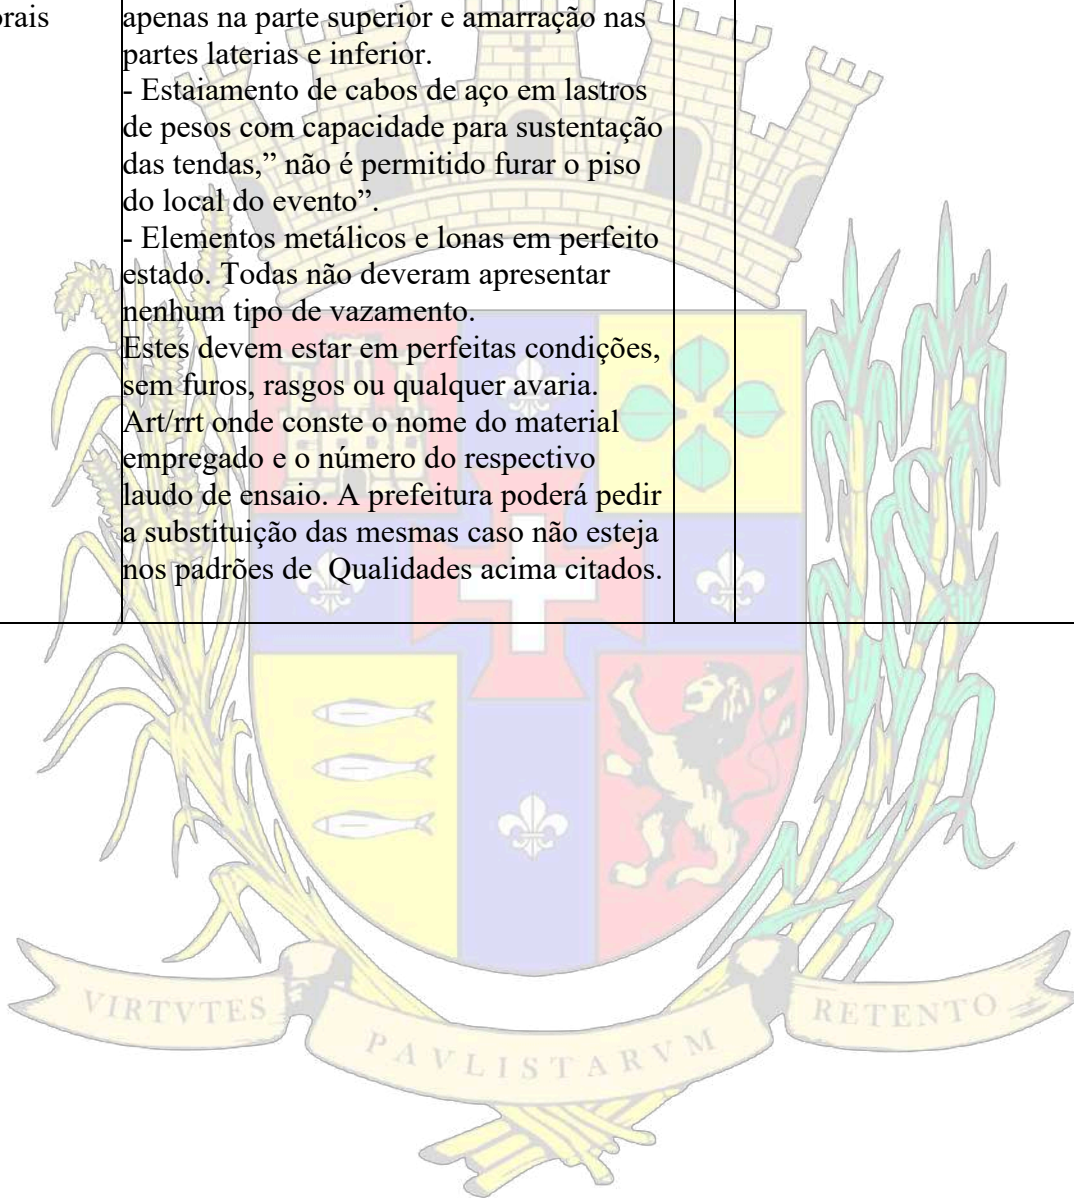 orais
apenas na parte superior e amarração nas
partes laterias e inferior.
- Estaiamento de cabos de aço em lastros
de pesos com capacidade para sustentação
das tendas,” não é permitido furar o piso
do local do evento”.
- Elementos metálicos e lonas em perfeito
estado. Todas não deveram apresentar
nenhum tipo de vazamento.
Estes devem estar em perfeitas condições,
sem furos, rasgos ou qualquer avaria.
Art/rrt onde conste o nome do material
empregado e o número do respectivo
laudo de ensaio. A prefeitura poderá pedir
a substituição das mesmas caso não esteja
nos padrões de  Qualidades acima citados.
VIRTVTES PAVLISTARVM RETENTO